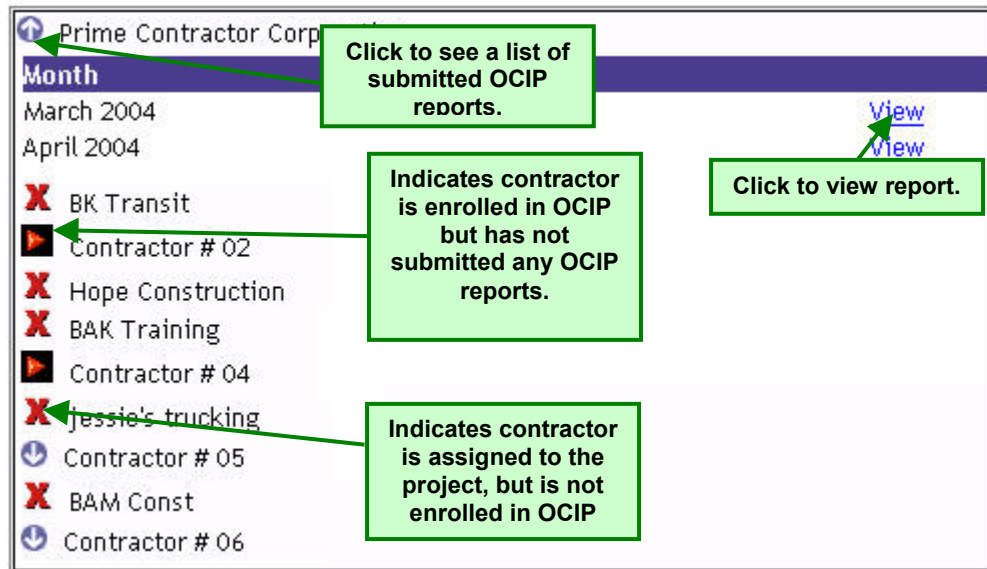 Prime Contractor Corp
Click to see a list of
submitted OCIP
reports.
Month
March 2004 View
April 2004 View
Click to view report.
BK Transit
Indicates contractor
is enrolled in OCIP
but has not
submitted any OCIP
reports.
Contractor # 02
Hope Construction
BAK Training
Contractor # 04
jessie's trucking
Indicates contractor
is assigned to the
project, but is not
enrolled in OCIP
Contractor # 05
BAM Const
Contractor # 06